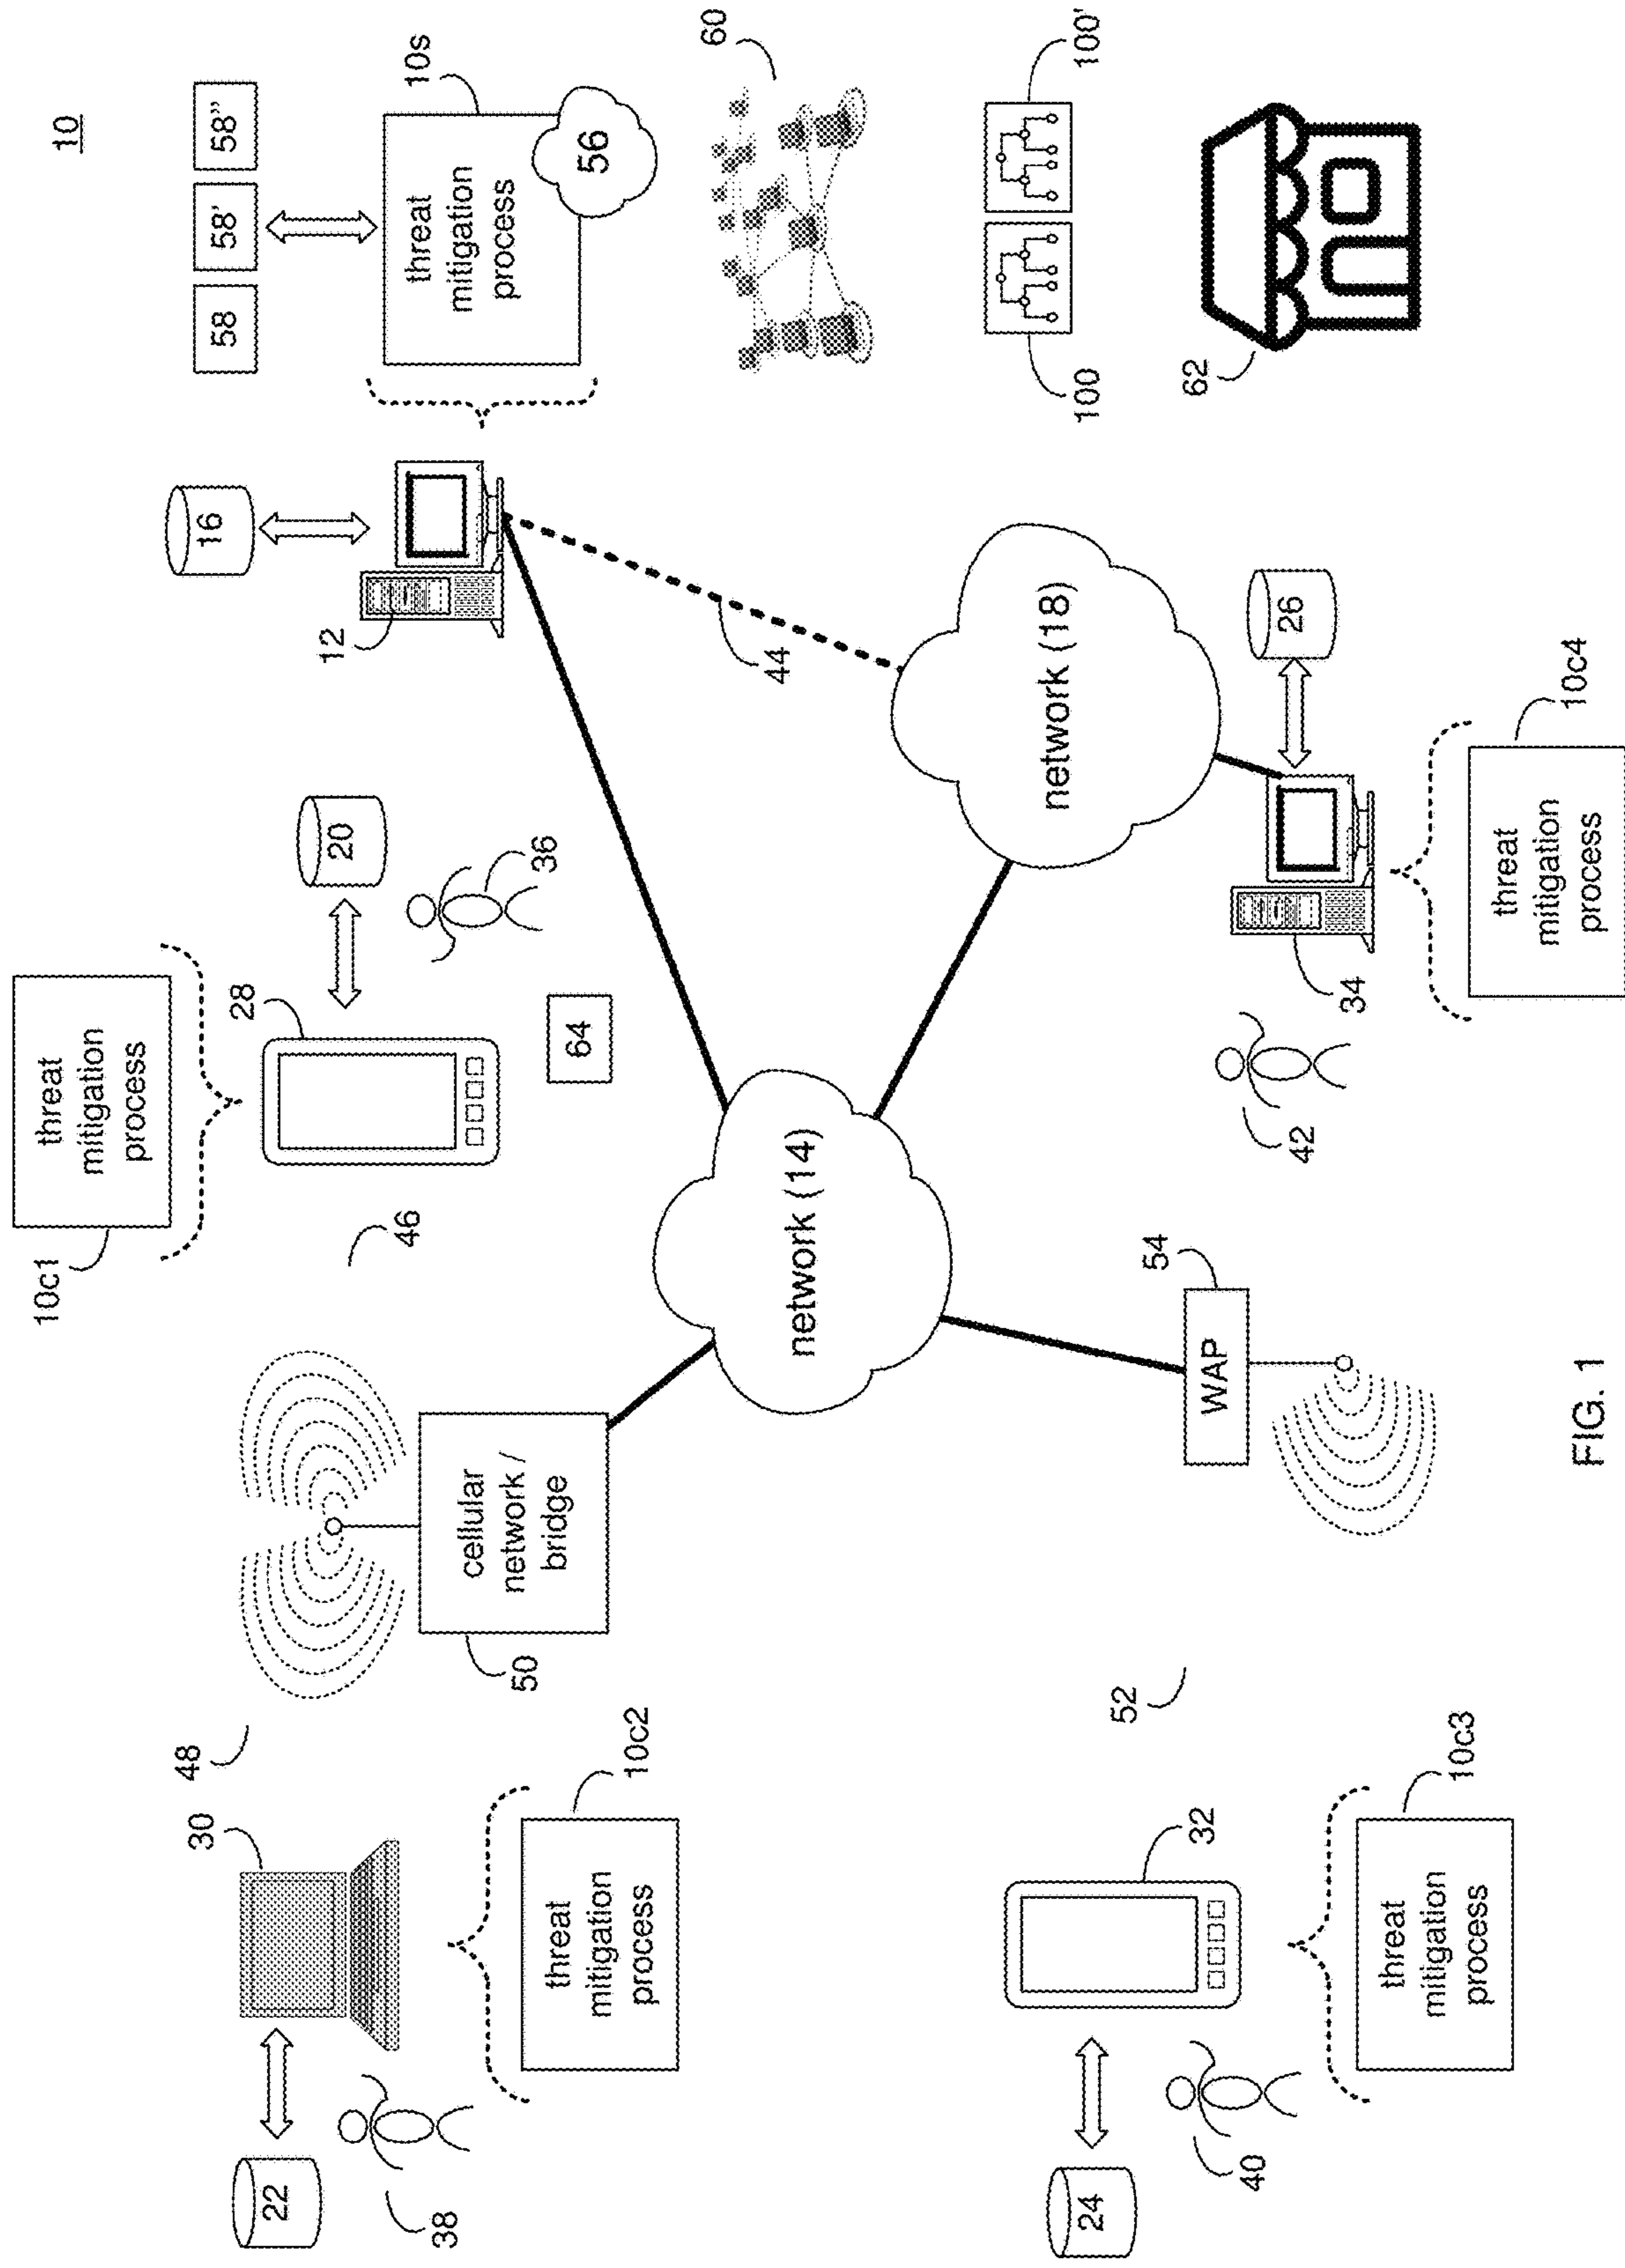 10
58
58'
58"
16
10s
threat
mitigation
process
56
12
60
44
100
100'
62
10c1
threat
mitigation
process
28
20
36
64
46
network (14)
network (18)
26
34
42
10c4
threat
mitigation
process
48
cellular
network /
bridge
50
54
WAP
52
30
22
38
10c2
threat
mitigation
process
32
24
40
10c3
threat
mitigation
process
FIG. 1